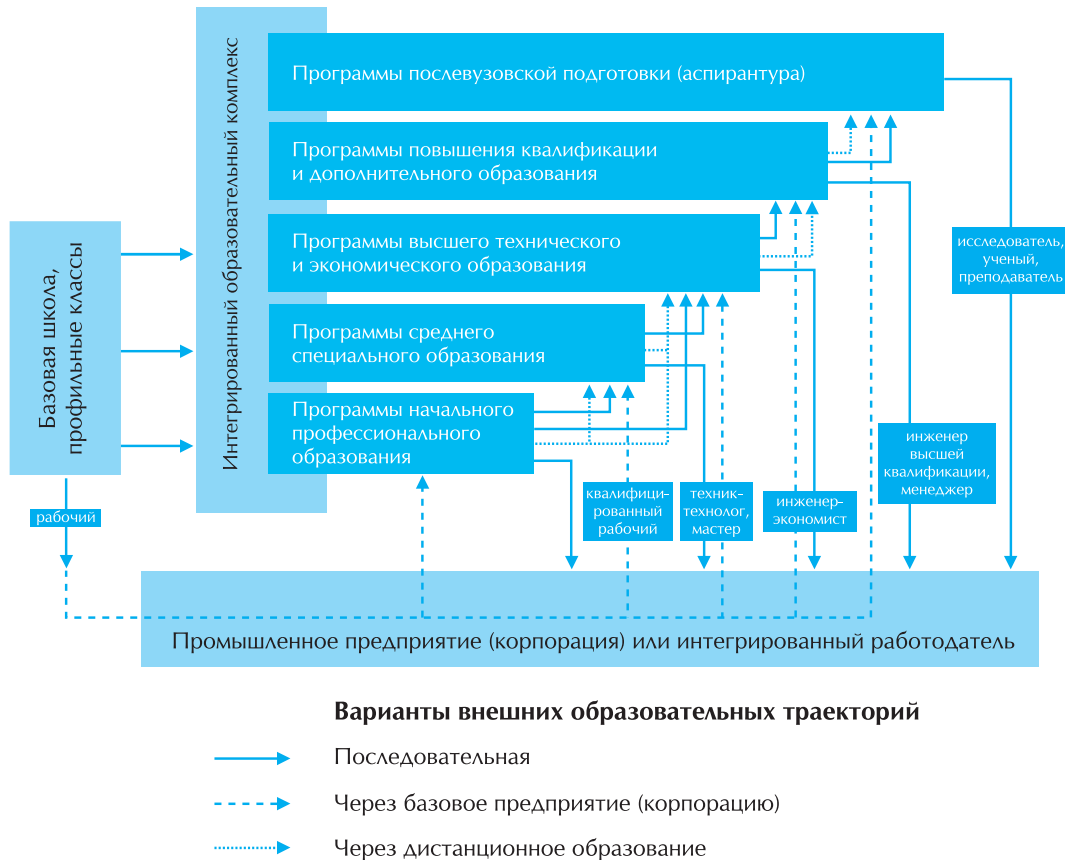 Базовая школа,
профильные классы
рабочий
Интегрированный образовательный комплекс
Программы послевузовской подготовки (аспирантура)
Программы повышения квалификации
и дополнительного образования
Программы высшего технического
и экономического образования
Программы среднего
специального образования
Программы начального
профессионального
образования
квалифици-
рованный
рабочий
техник-
технолог,
мастер
инженер-
экономист
инженер
высшей
квалификации,
менеджер
исследователь,
ученый,
преподаватель
Промышленное предприятие (корпорация) или интегрированный работодатель
Варианты внешних образовательных траекторий
Последовательная
Через базовое предприятие (корпорацию)
Через дистанционное образование